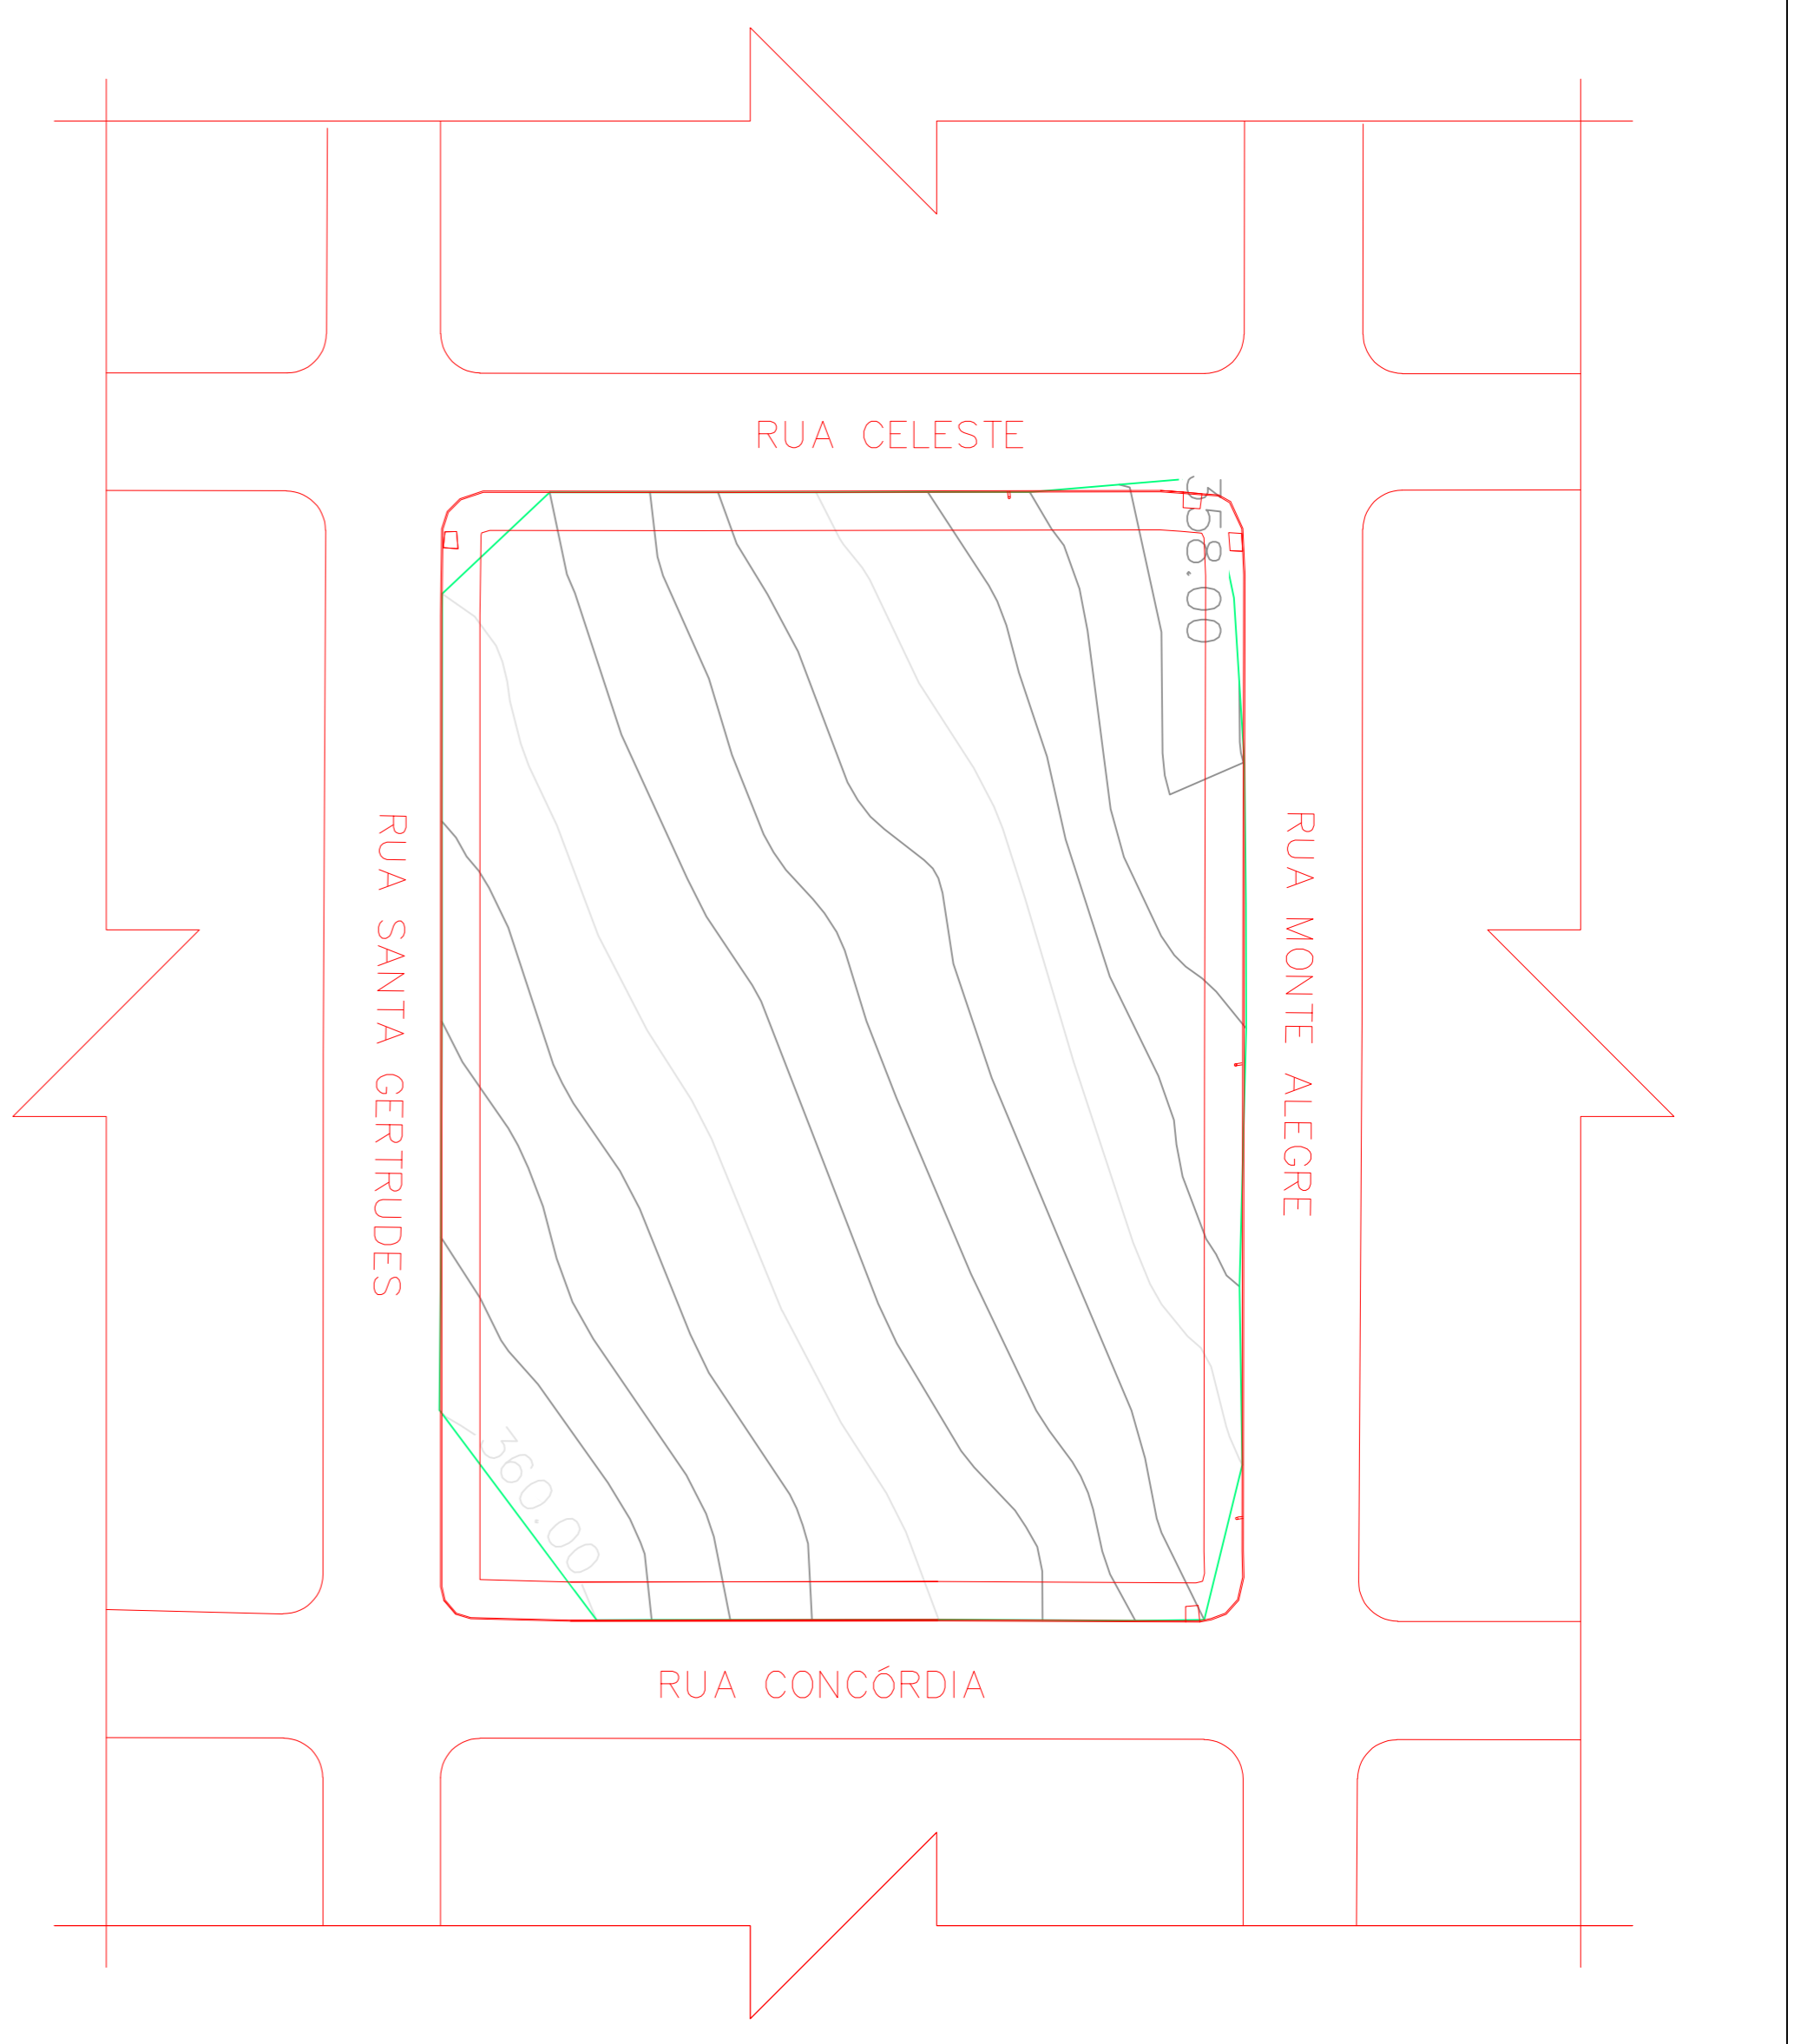 RUA CELESTE
358.00
RUA SANTA GERTRUDES
RUA MONTE ALEGRE
360.00
RUA CONCÓRDIA